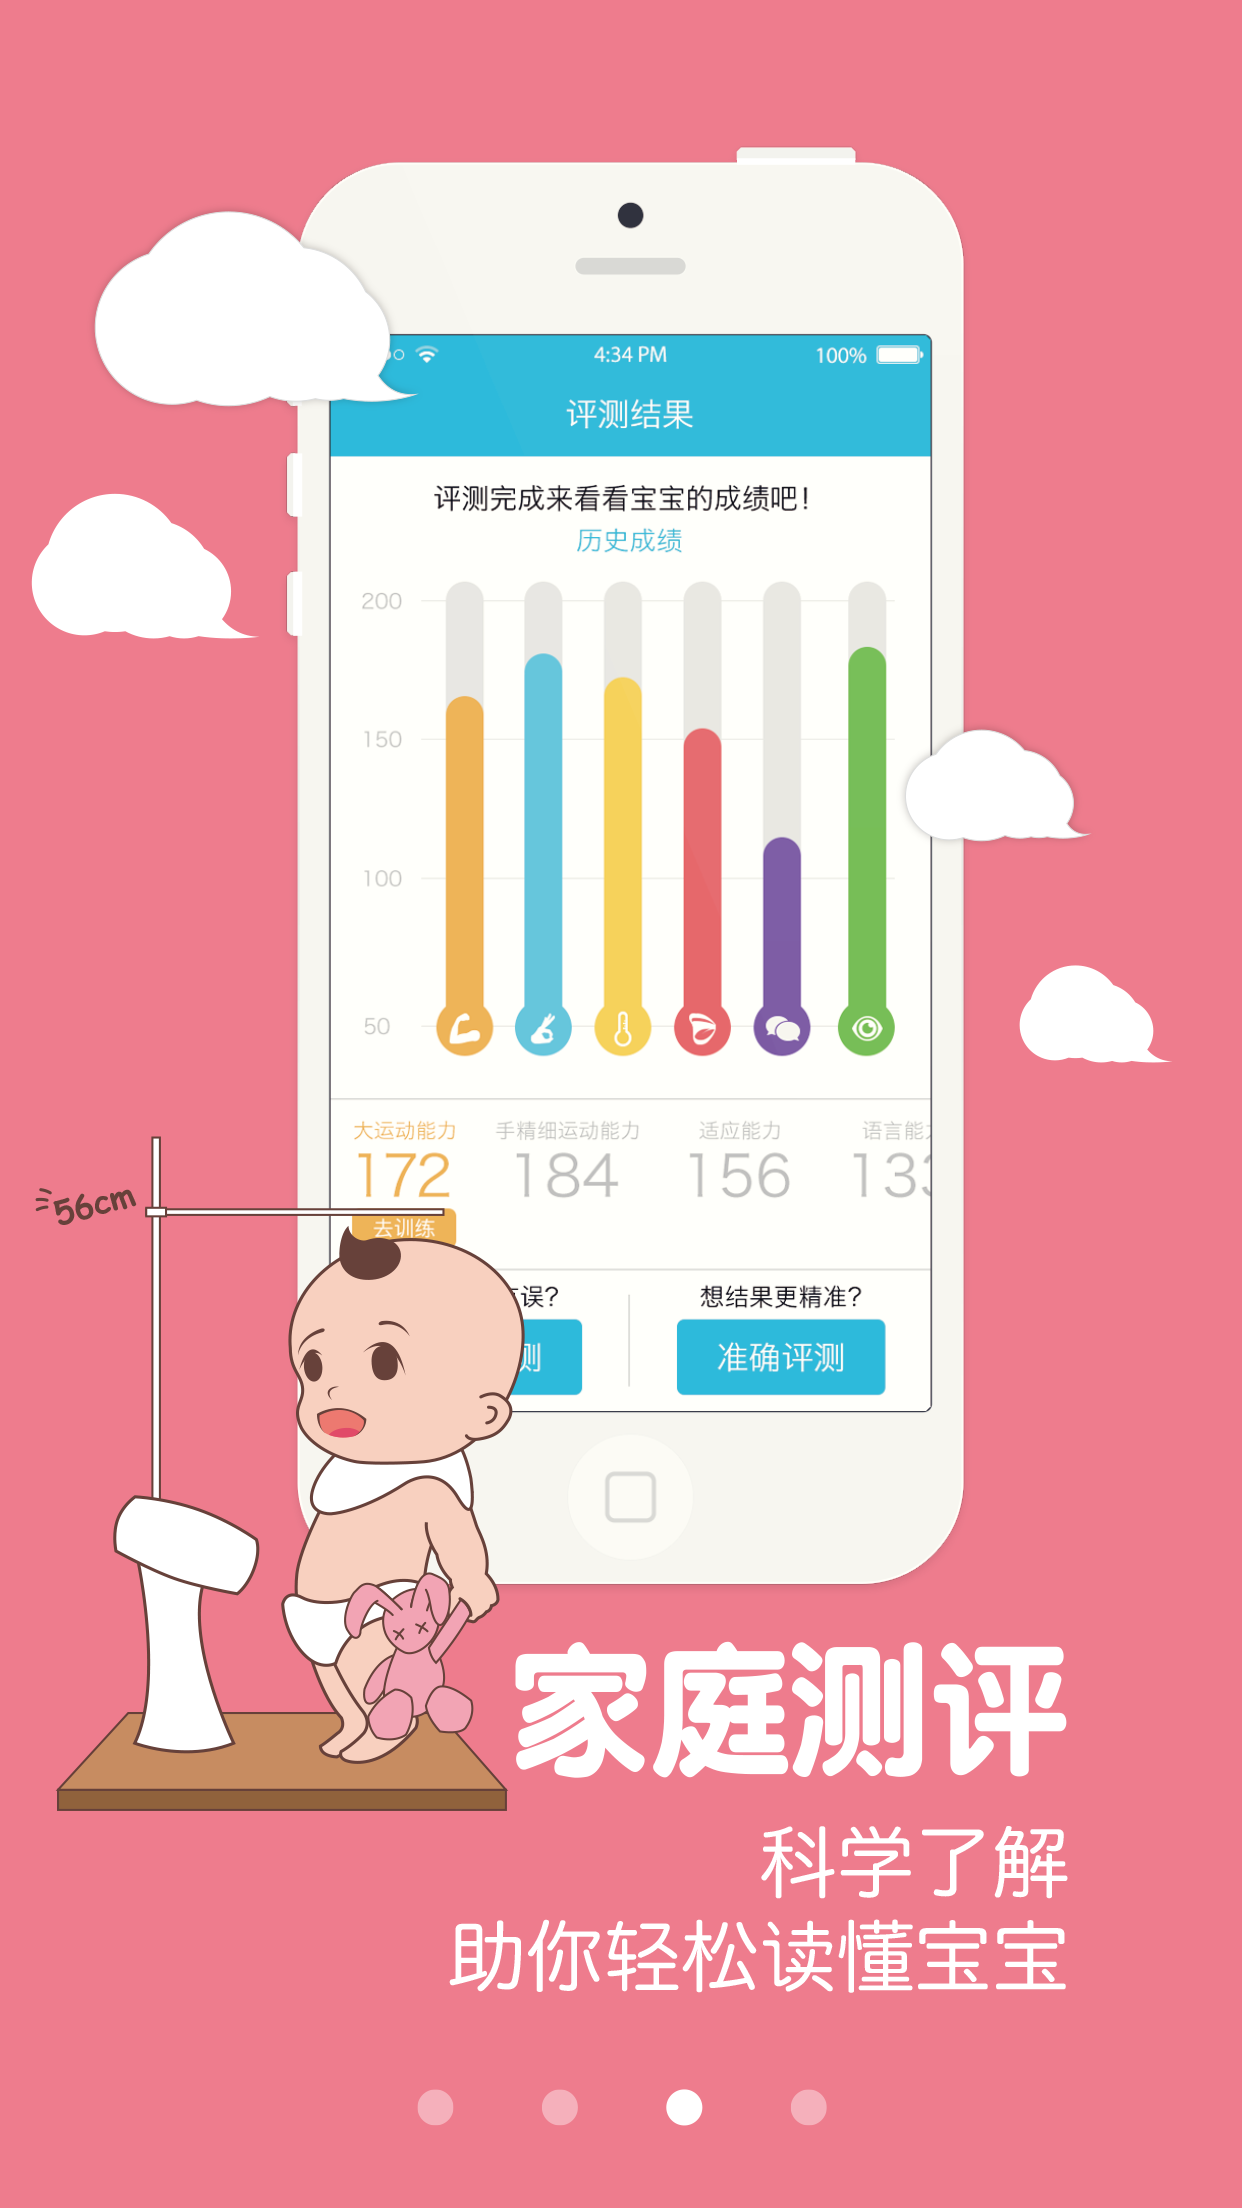 4:34 PM
100%
评测结果
评测完成来看看宝宝的成绩吧！
历史成绩
200
150
100
50
大运动能力
手精细运动能力
适应能力
语言能
172
184
156
13
去训练
56cm
误?
想结果更精准?
测
准确评测
家庭测评
科学了解
助你轻松读懂宝宝